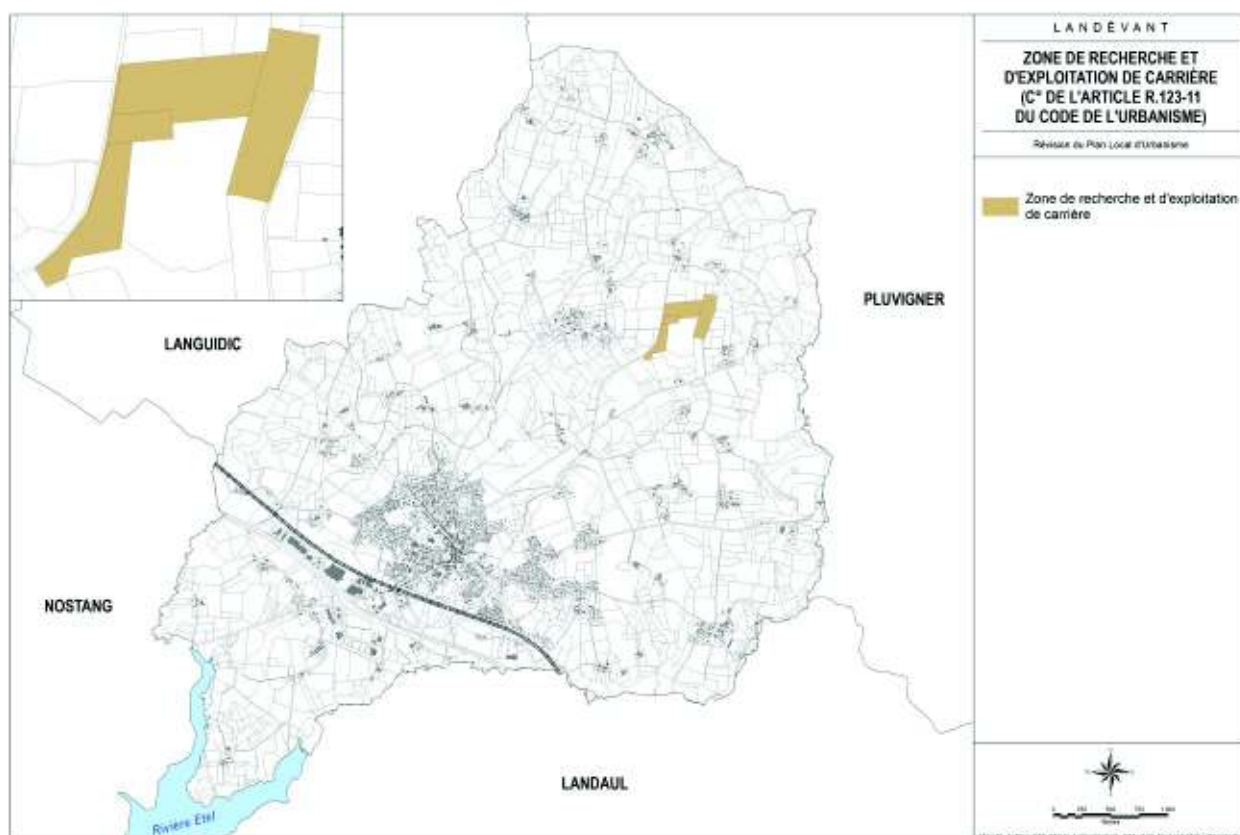 LANDÉVANT
ZONE DE RECHERCHE ET
D'EXPLOITATION DE CARRIÈRE
(C° DE L'ARTICLE R.123-11
DU CODE DE L'URBANISME)
Révision du Plan Local d'Urbanisme
Zone de recherche et d'exploitation
de carrière
PLUVIGNER
LANGUIDIC
NOSTANG
LANDAUL
Rivière Etel